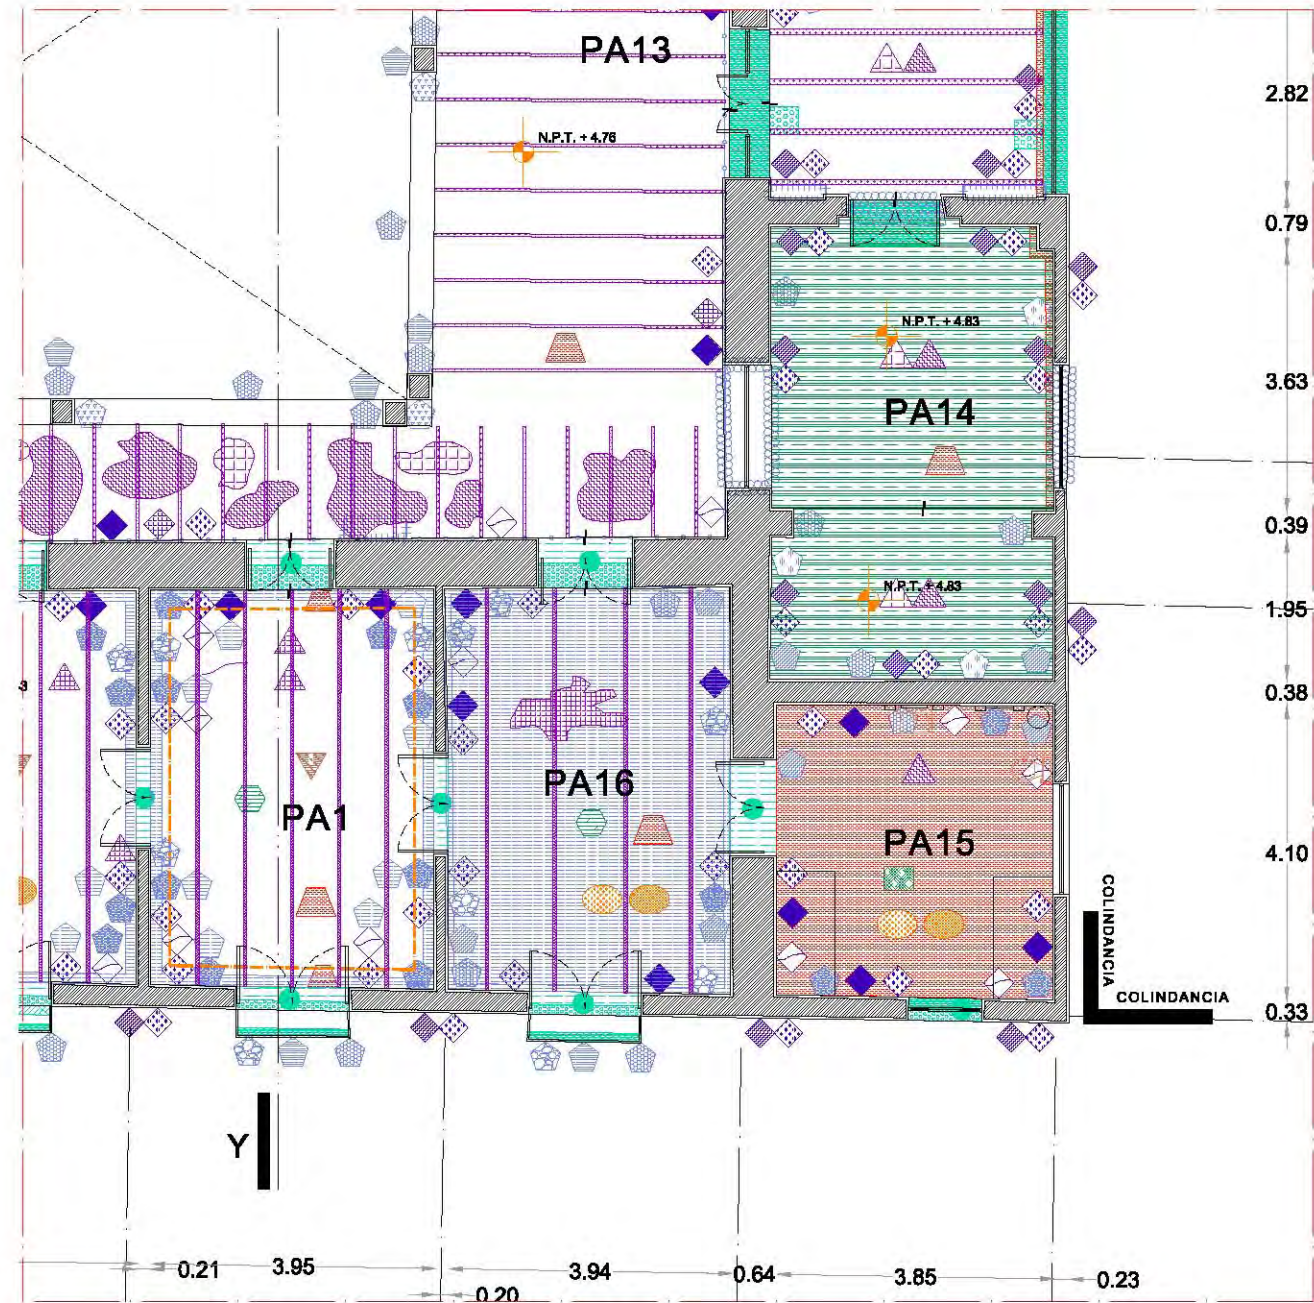 PA13
2.82
N.P.T. + 4.76
0.79
N.P.T. + 4.83
3.63
PA14
0.39
N.P.T. + 4.83
1.95
3
0.38
PA16
PA1
PA15
4.10
COLINDANCIA
COLINDANCIA
0.33
Y
0.21
3.95
0.20
3.94
0.64
3.85
0.23